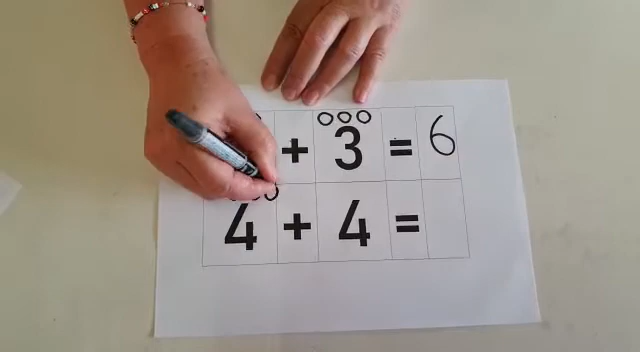 + 3 = 6
4 + 4 =